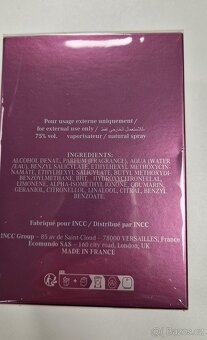 Pour usage externe uniquement/
for external use only /للاستعمال الخارجي فقط
75% vol. vaporisateur / natural spray
INGREDIENTS:
ALCOHOL DENAT, PARFUM (FRAGRANCE), AQUA (WATER
/EAU), BENZYL SALICYLATE, ETHYLHEXYL METHOXYCIN-
NAMATE, ETHYLHEXYL SALICYLATE, BUTYL METHOXYDI-
BENZOYLMETHANE, BHT, HYDROXYCITRONELLAL,
LIMONENE, ALPHA-ISOMETHYL IONONE, COUMARIN,
GERANIOL, CITRONELLOL, LINALOOL, CITRAL, BENZYL
BENZOATE.
Fabriqué pour INCC / Distribué par INCC
INCC Group – 85 av de Saint-Cloud – 78000 VERSAILLES, France
Ecomundo SAS – 160 city road, London, UK
MADE IN FRANCE
Bazoš.cz